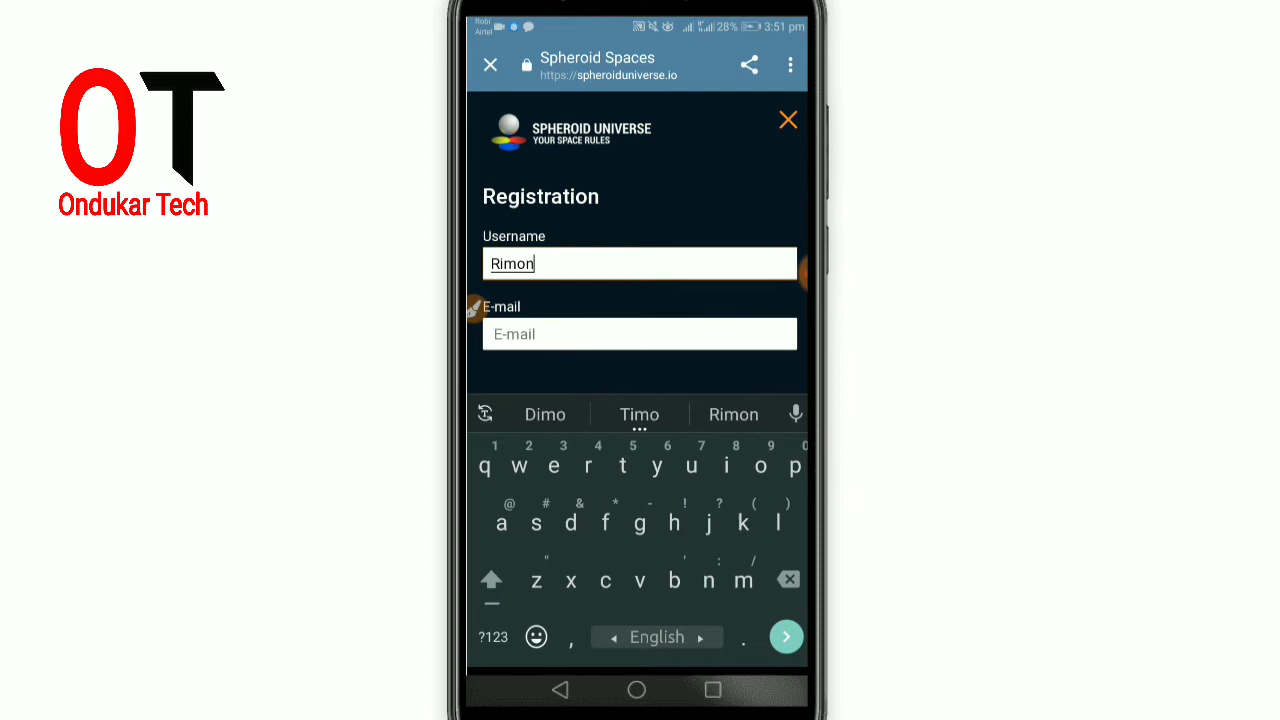 OT
Ondukar Tech
Robi
Airtel
28%
3:51 pm
Spheroid Spaces
https://spheroiduniverse.io
SPHEROID UNIVERSE
YOUR SPACE RULES
Registration
Username
Rimon
E-mail
E-mail
Dimo Timo Rimon
1 2 3 4 5 6 7 8 9 0
q w e r t y u i o p
@ # & * - ! ? ( )
a s d f g h j k l
" ' : /
z x c v b n m
?123 , English .